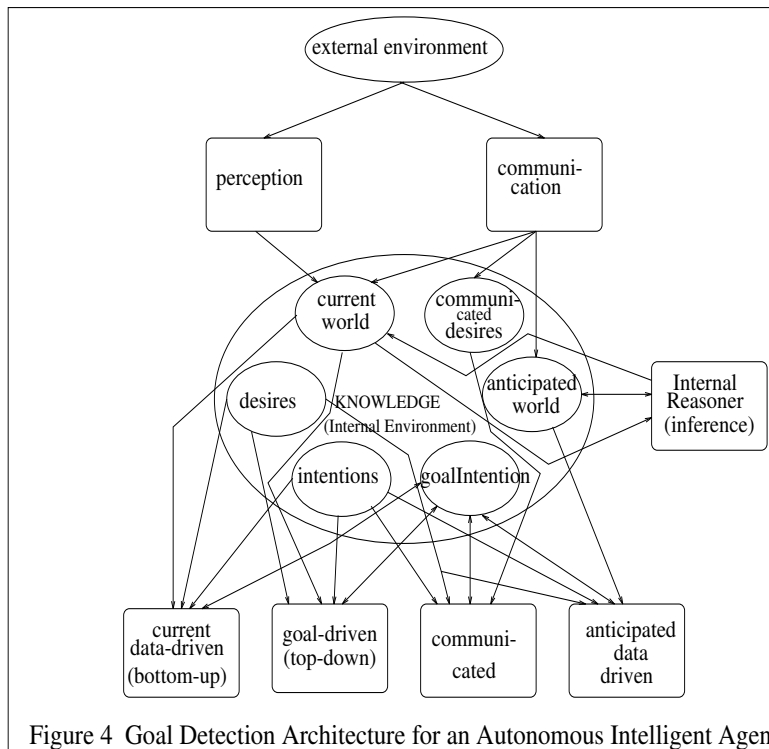 external environment
perception
communi-
cation
current
world
communi-
cated
desires
desires
KNOWLEDGE
(Internal Environment)
anticipated
world
Internal
Reasoner
(inference)
intentions
goalIntention
current
data-driven
(bottom-up)
goal-driven
(top-down)
communi-
cated
anticipated
data
driven
Figure 4 Goal Detection Architecture for an Autonomous Intelligent Agen